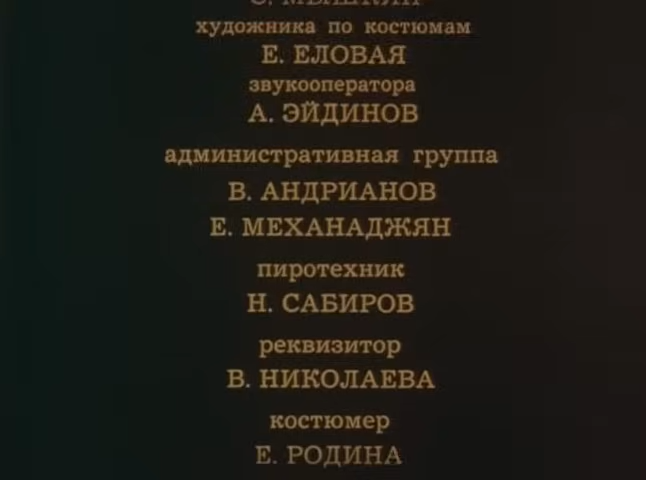 художника по костюмам
Е. ЕЛОВАЯ
звукооператора
А. ЭЙДИНОВ
административная группа
В. АНДРИАНОВ
Е. МЕХАНАДЖЯН
пиротехник
Н. САБИРОВ
реквизитор
В. НИКОЛАЕВА
костюмер
Е. РОДИНА